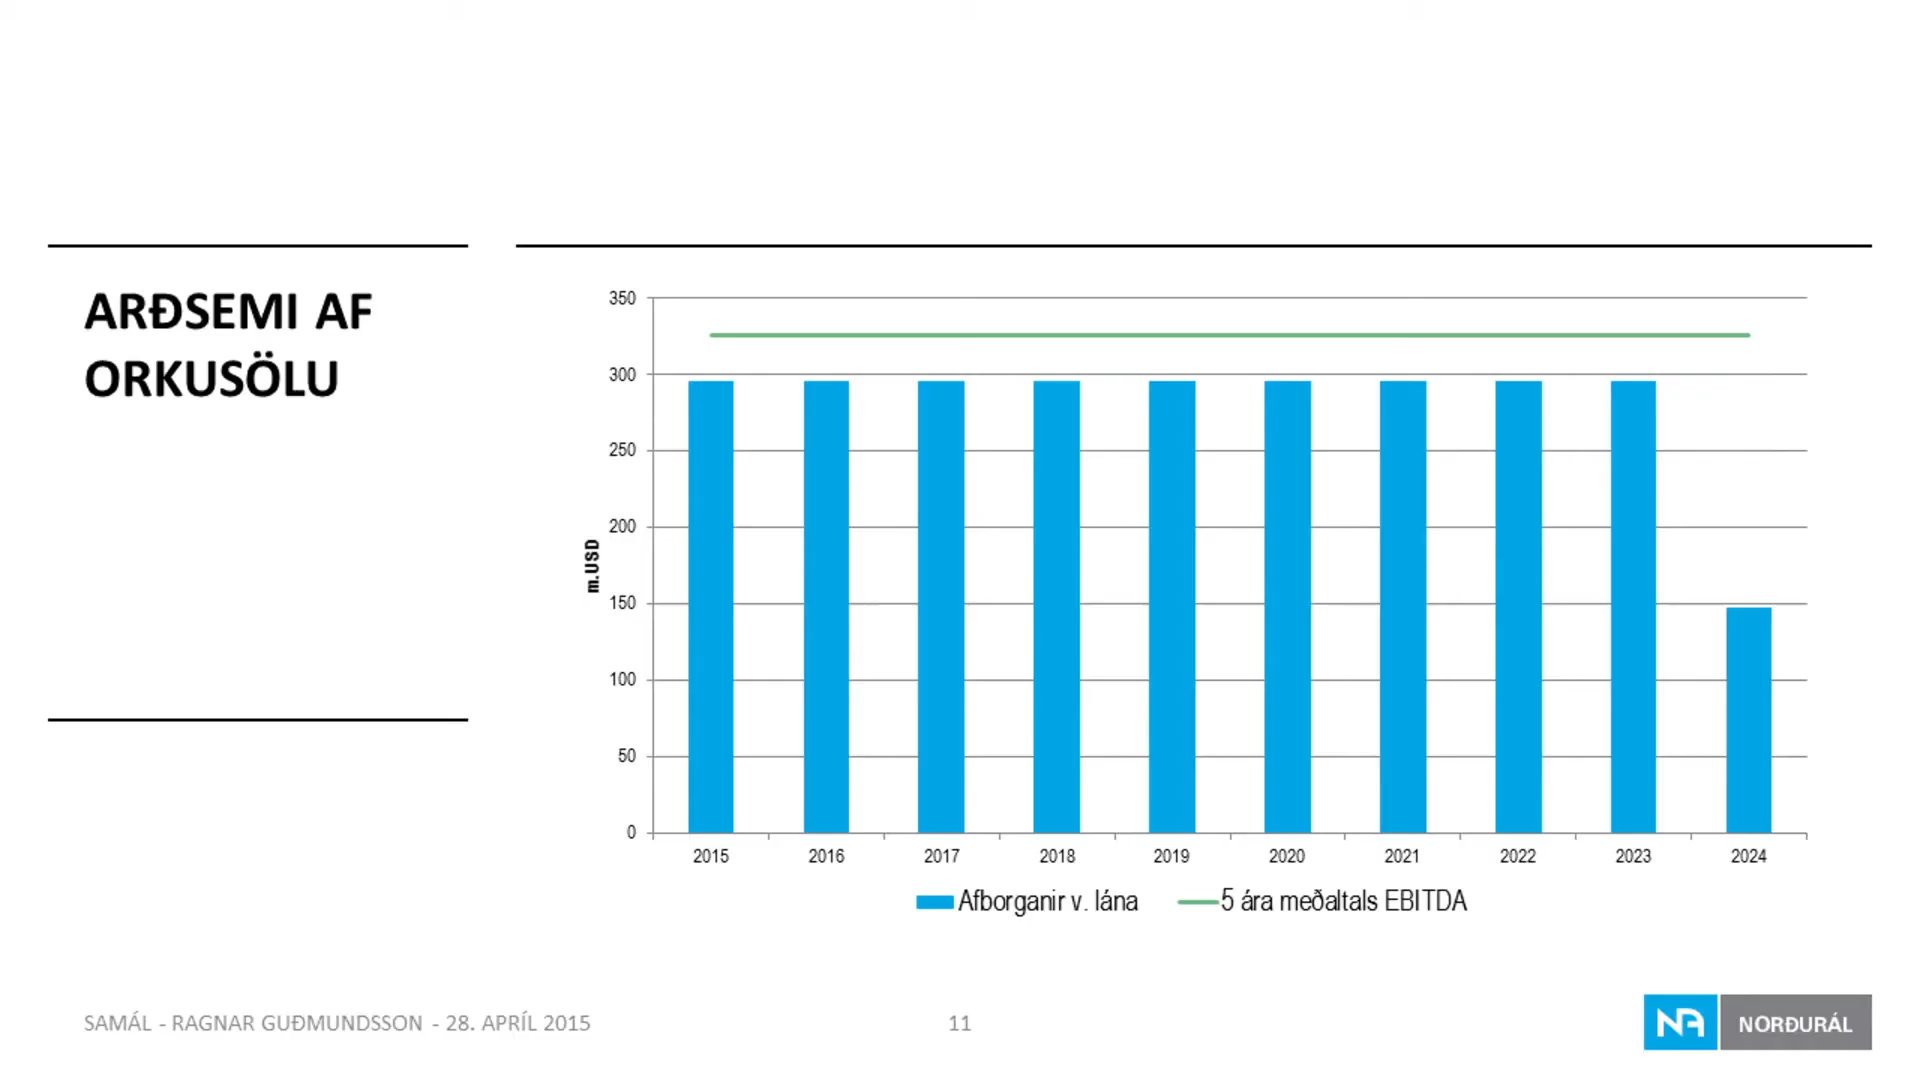 ARÐSEMI AF
ORKUSÖLU
350
300
250
200
150
100
50
0
m.USD
2015 2016 2017 2018 2019 2020 2021 2022 2023 2024
Afborganir v. lána 5 ára meðaltals EBITDA
SAMÁL - RAGNAR GUÐMUNDSSON - 28. APRÍL 2015
11
NA NORÐURÁL